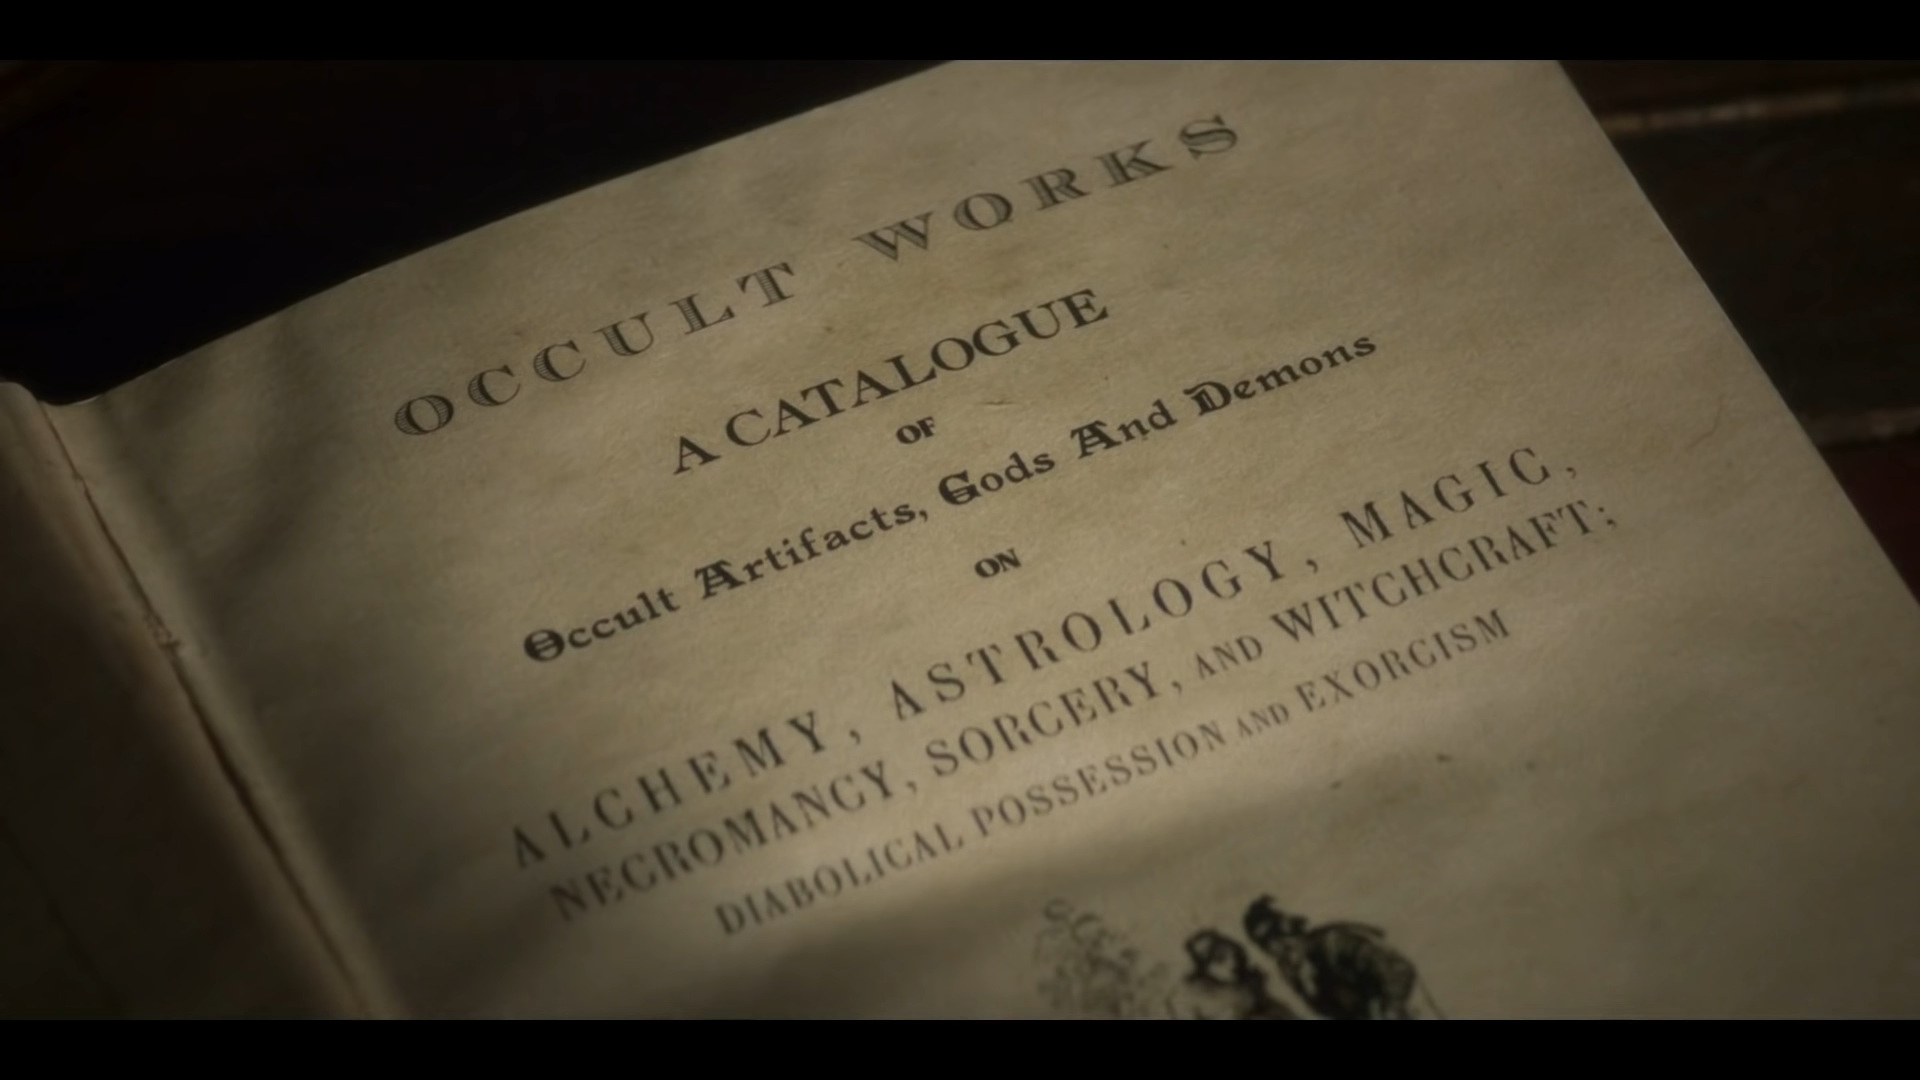 OCCULT WORKS
A CATALOGUE
OF
Occult Artifacts, Gods And Demons
ON
ALCHEMY, ASTROLOGY, MAGIC,
NECROMANCY, SORCERY, AND WITCHCRAFT;
DIABOLICAL POSSESSION AND EXORCISM